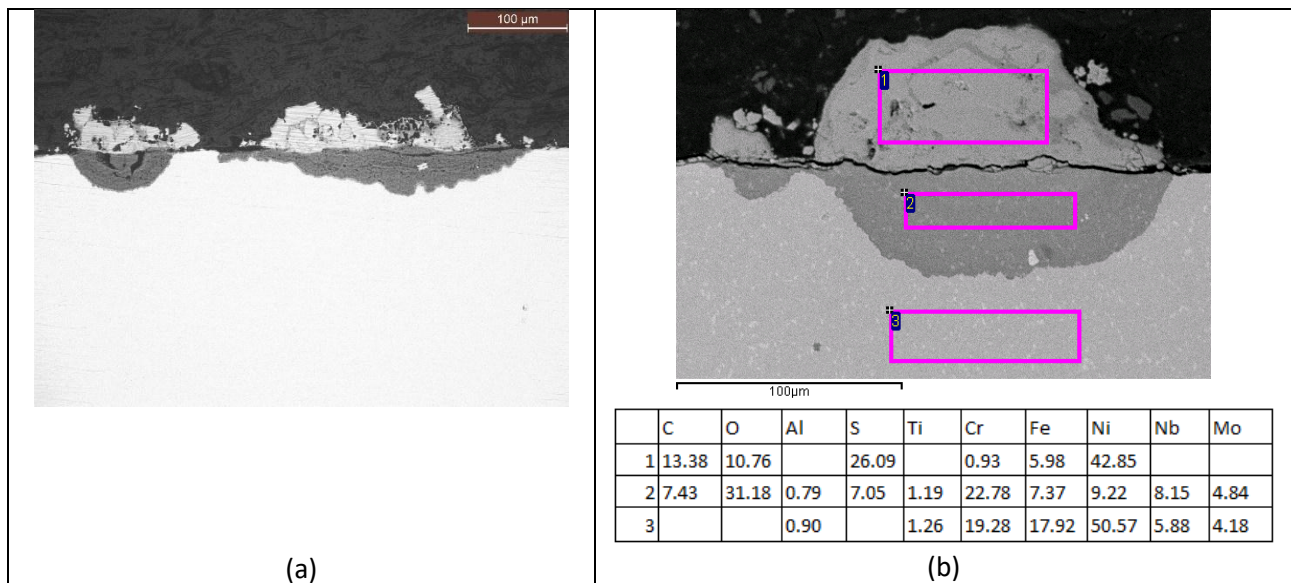 100 µm
(a)
1
2
3
100µm
C O Al S Ti Cr Fe Ni Nb Mo
1 13.38 10.76 26.09 0.93 5.98 42.85
2 7.43 31.18 0.79 7.05 1.19 22.78 7.37 9.22 8.15 4.84
3 0.90 1.26 19.28 17.92 50.57 5.88 4.18
(b)